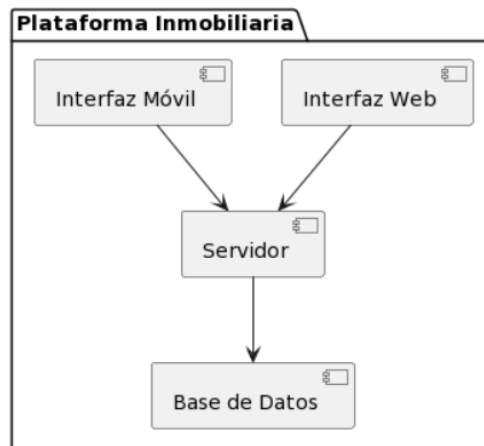 Plataforma Inmobiliaria
Interfaz Móvil
Interfaz Web
Servidor
Base de Datos